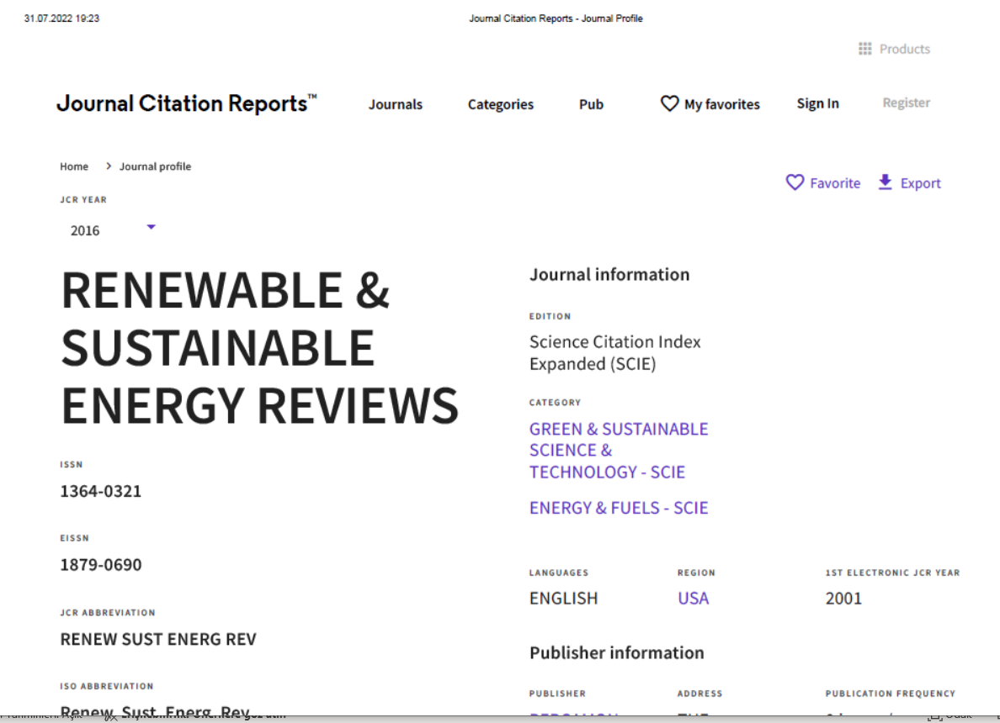 31.07.2022 19:23
Journal Citation Reports - Journal Profile
Products
Journal Citation Reports™
Journals
Categories
Pub
My favorites
Sign In
Register
Home > Journal profile
Favorite
Export
JCR YEAR
2016
RENEWABLE &
SUSTAINABLE
ENERGY REVIEWS
ISSN
1364-0321
EISSN
1879-0690
JCR ABBREVIATION
RENEW SUST ENERG REV
ISO ABBREVIATION
Renew. Sust. Energ. Rev.
Journal information
EDITION
Science Citation Index
Expanded (SCIE)
CATEGORY
GREEN & SUSTAINABLE
SCIENCE &
TECHNOLOGY - SCIE
ENERGY & FUELS - SCIE
LANGUAGES
ENGLISH
REGION
USA
1ST ELECTRONIC JCR YEAR
2001
Publisher information
PUBLISHER
ADDRESS
PUBLICATION FREQUENCY